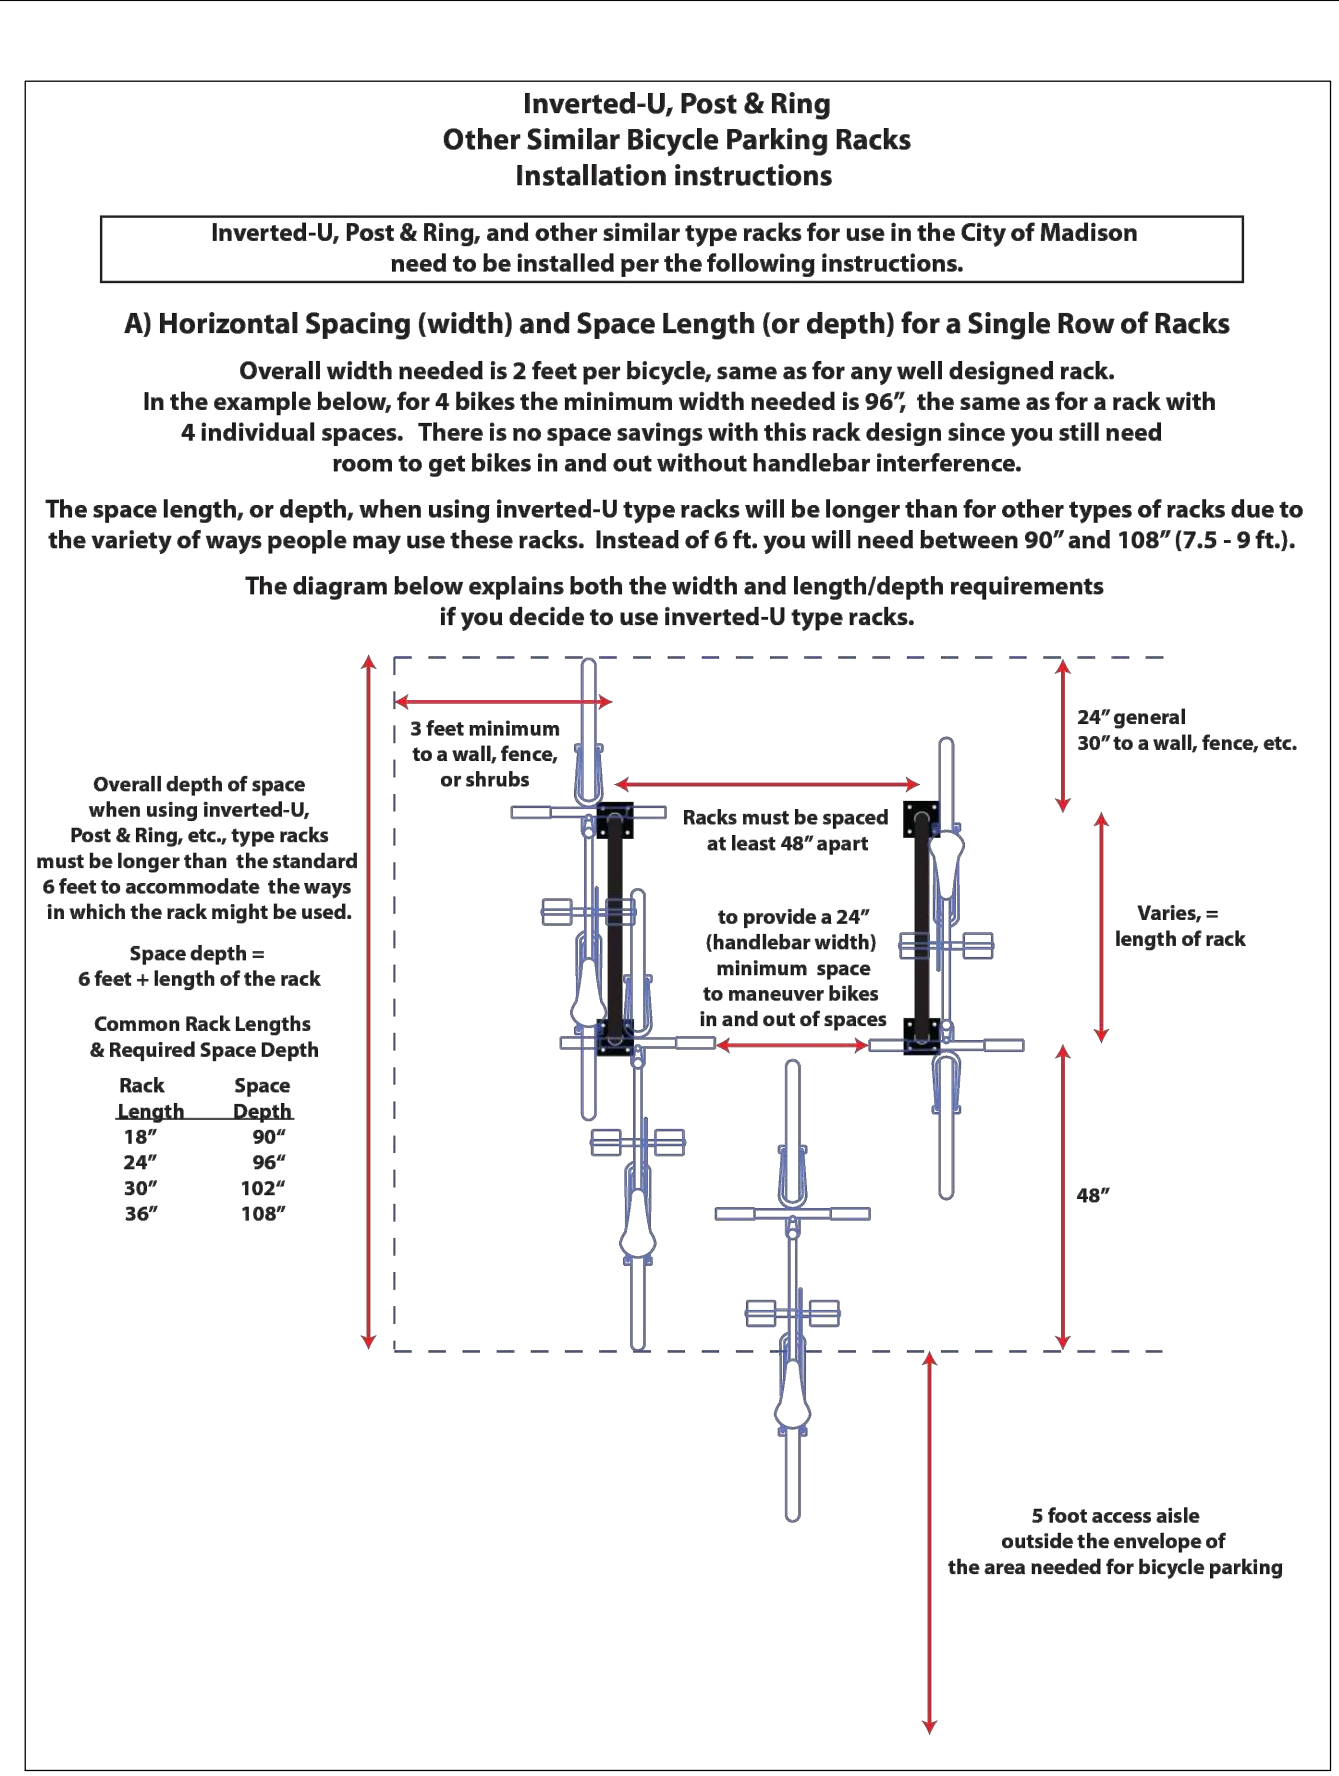 Inverted-U, Post & Ring
Other Similar Bicycle Parking Racks
Installation instructions
Inverted-U, Post & Ring, and other similar type racks for use in the City of Madison
need to be installed per the following instructions.
A) Horizontal Spacing (width) and Space Length (or depth) for a Single Row of Racks
Overall width needed is 2 feet per bicycle, same as for any well designed rack.
In the example below, for 4 bikes the minimum width needed is 96”, the same as for a rack with
4 individual spaces. There is no space savings with this rack design since you still need
room to get bikes in and out without handlebar interference.
The space length, or depth, when using inverted-U type racks will be longer than for other types of racks due to
the variety of ways people may use these racks. Instead of 6 ft. you will need between 90” and 108” (7.5 - 9 ft.).
The diagram below explains both the width and length/depth requirements
if you decide to use inverted-U type racks.
3 feet minimum
to a wall, fence,
or shrubs
24” general
30” to a wall, fence, etc.
Racks must be spaced
at least 48” apart
to provide a 24”
(handlebar width)
minimum space
to maneuver bikes
in and out of spaces
Varies, =
length of rack
Overall depth of space
when using inverted-U,
Post & Ring, etc., type racks
must be longer than the standard
6 feet to accommodate the ways
in which the rack might be used.
Space depth =
6 feet + length of the rack
Common Rack Lengths
& Required Space Depth
Rack Space
Length Depth
18” 90“
24” 96“
30” 102“
36” 108”
48”
5 foot access aisle
outside the envelope of
the area needed for bicycle parking